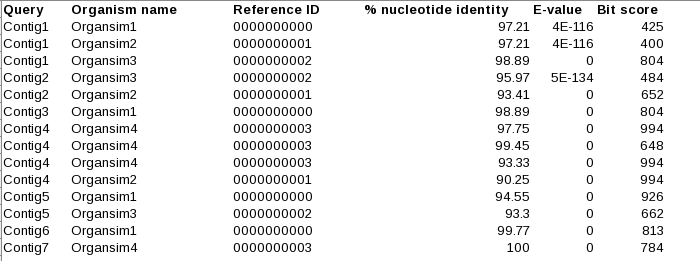 Query Organism name Reference ID % nucleotide identity E-value Bit score
Contig1 Organsim1 0000000000 97.21 4E-116 425
Contig1 Organsim2 0000000001 97.21 4E-116 400
Contig1 Organsim3 0000000002 98.89 0 804
Contig2 Organsim3 0000000002 95.97 5E-134 484
Contig2 Organsim2 0000000001 93.41 0 652
Contig3 Organsim1 0000000000 98.89 0 804
Contig4 Organsim4 0000000003 97.75 0 994
Contig4 Organsim4 0000000003 99.45 0 648
Contig4 Organsim4 0000000003 93.33 0 994
Contig4 Organsim2 0000000001 90.25 0 994
Contig5 Organsim1 0000000000 94.55 0 926
Contig5 Organsim3 0000000002 93.3 0 662
Contig6 Organsim1 0000000000 99.77 0 813
Contig7 Organsim4 0000000003 100 0 784